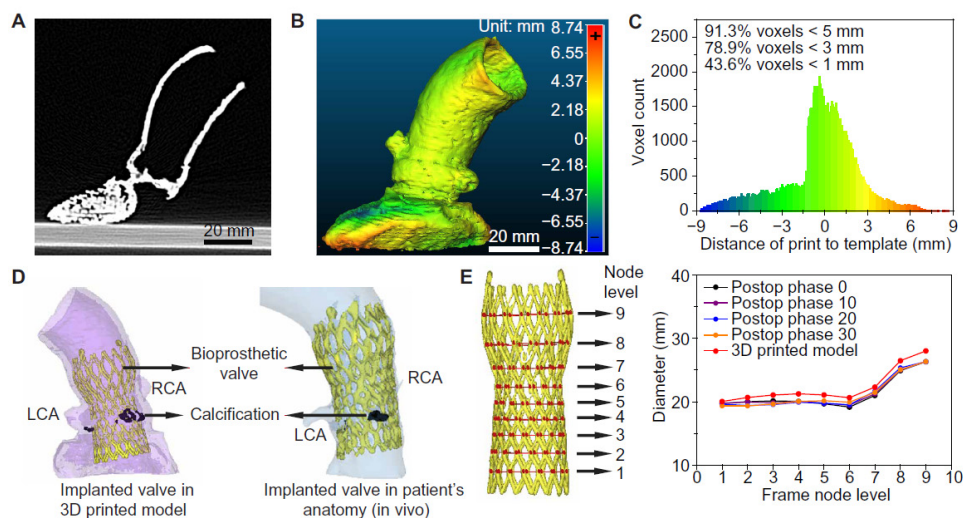 A
20 mm
B
Unit: mm
8.74
+
6.55
4.37
2.18
0
−2.18
−4.37
−6.55
−
−8.74
20 mm
C
91.3% voxels < 5 mm
78.9% voxels < 3 mm
43.6% voxels < 1 mm
Voxel count
2500
2000
1500
1000
500
0
−9 −6 −3 0 3 6 9
Distance of print to template (mm)
D
Bioprosthetic
valve
RCA
RCA
LCA
Calcification
LCA
Implanted valve in
3D printed model
Implanted valve in patient's
anatomy (in vivo)
E
Node
level
9
8
7
6
5
4
3
2
1
Diameter (mm)
40
30
20
10
Postop phase 0
Postop phase 10
Postop phase 20
Postop phase 30
3D printed model
1 2 3 4 5 6 7 8 9
Frame node level